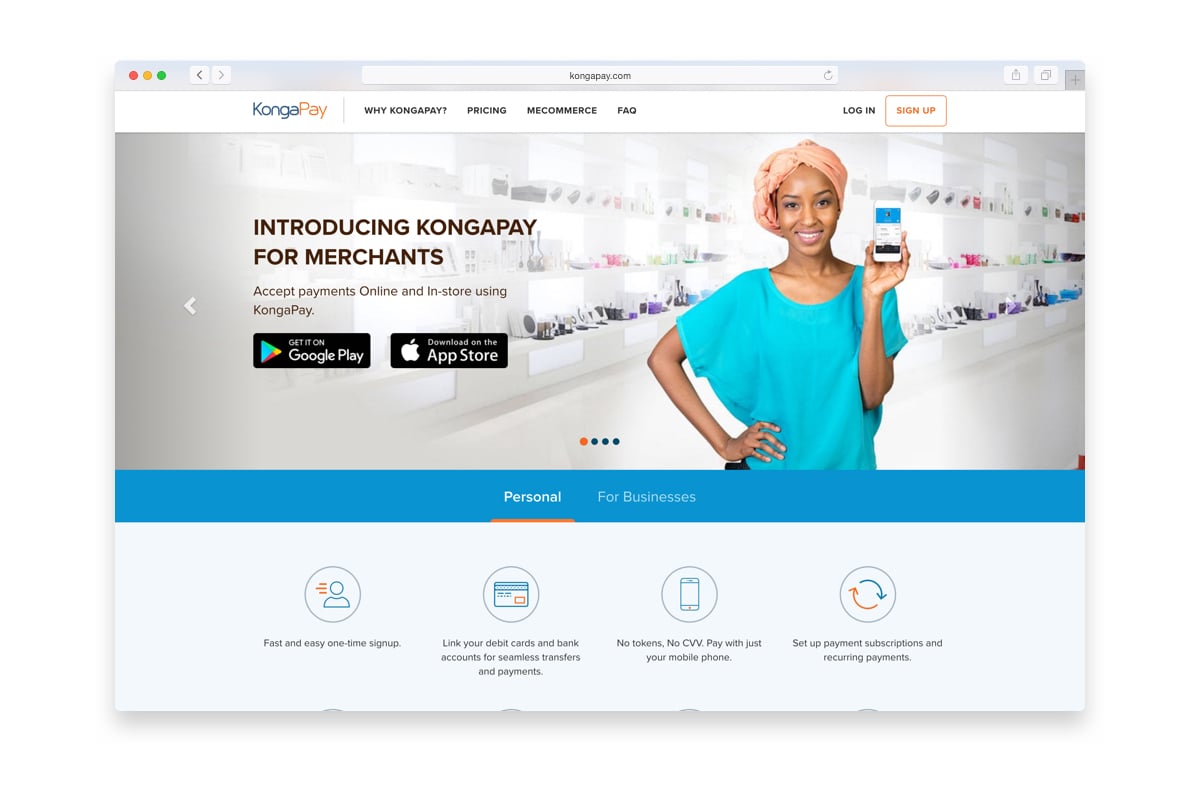 kongapay.com
KongaPay
WHY KONGAPAY?
PRICING
MECOMMERCE
FAQ
LOG IN
SIGN UP
INTRODUCING KONGAPAY
FOR MERCHANTS
Accept payments Online and In-store using
KongaPay.
GET IT ON
Google Play
Download on the
App Store
Personal
For Businesses
Fast and easy one-time signup.
Link your debit cards and bank
accounts for seamless transfers
and payments.
No tokens, No CVV. Pay with just
your mobile phone.
Set up payment subscriptions and
recurring payments.